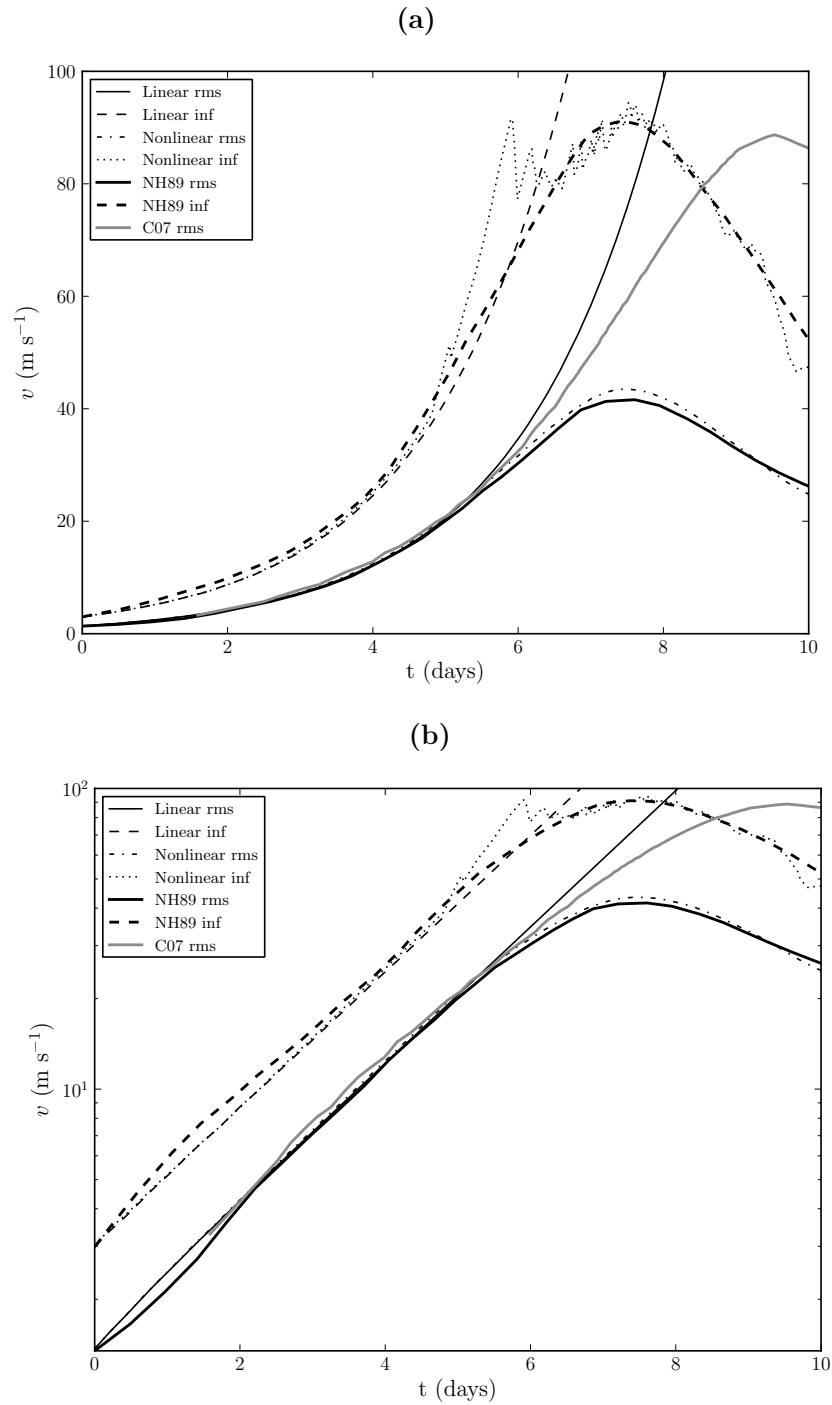 (a)
100
80
60
40
20
0
v (m s⁻¹)
Linear rms
Linear inf
Nonlinear rms
Nonlinear inf
NH89 rms
NH89 inf
C07 rms
0 2 4 6 8 10
t (days)
(b)
10²
10¹
v (m s⁻¹)
Linear rms
Linear inf
Nonlinear rms
Nonlinear inf
NH89 rms
NH89 inf
C07 rms
0 2 4 6 8 10
t (days)